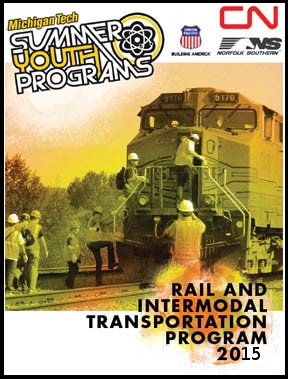 Michigan Tech
SUMMER
YOUTH
PROGRAMS
UNION
PACIFIC
BUILDING AMERICA®
CN
NS
NORFOLK SOUTHERN®
5170
5170
RAIL AND
INTERMODAL
TRANSPORTATION
PROGRAM
2015